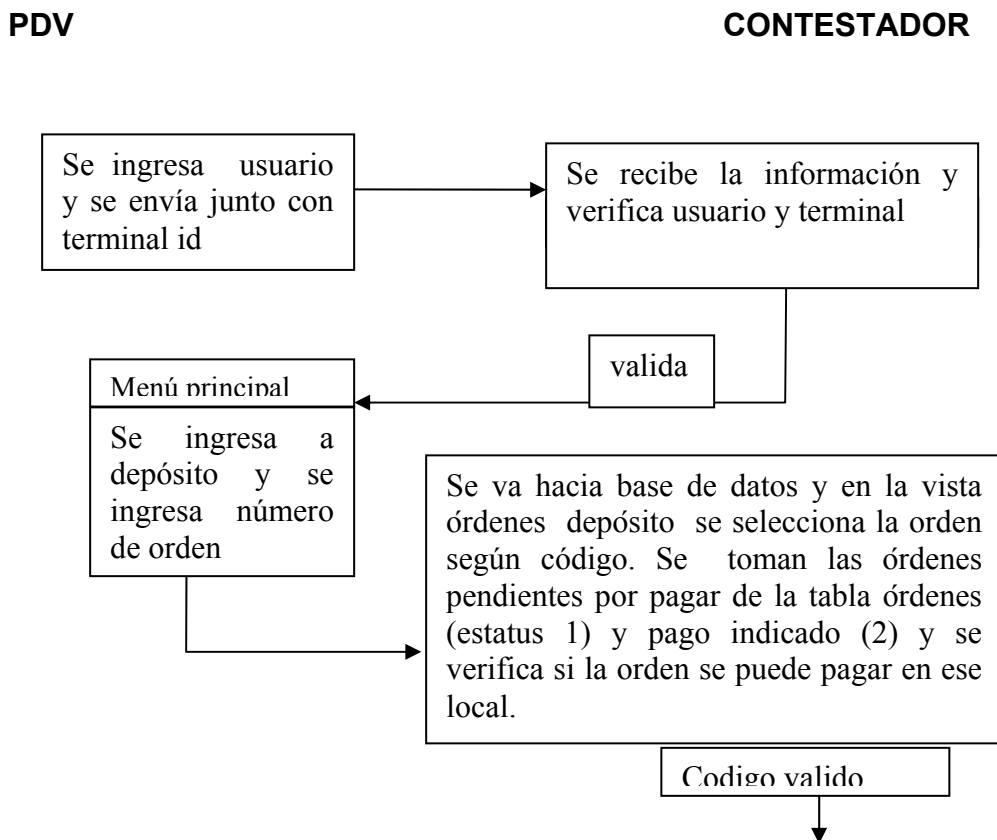 PDV CONTESTADOR
Se ingresa usuario
y se envía junto con
terminal id
Se recibe la información y
verifica usuario y terminal
valida
Menú principal
Se ingresa a
depósito y se
ingresa número
de orden
Se va hacia base de datos y en la vista
órdenes depósito se selecciona la orden
según código. Se toman las órdenes
pendientes por pagar de la tabla órdenes
(estatus 1) y pago indicado (2) y se
verifica si la orden se puede pagar en ese
local.
Codigo valido